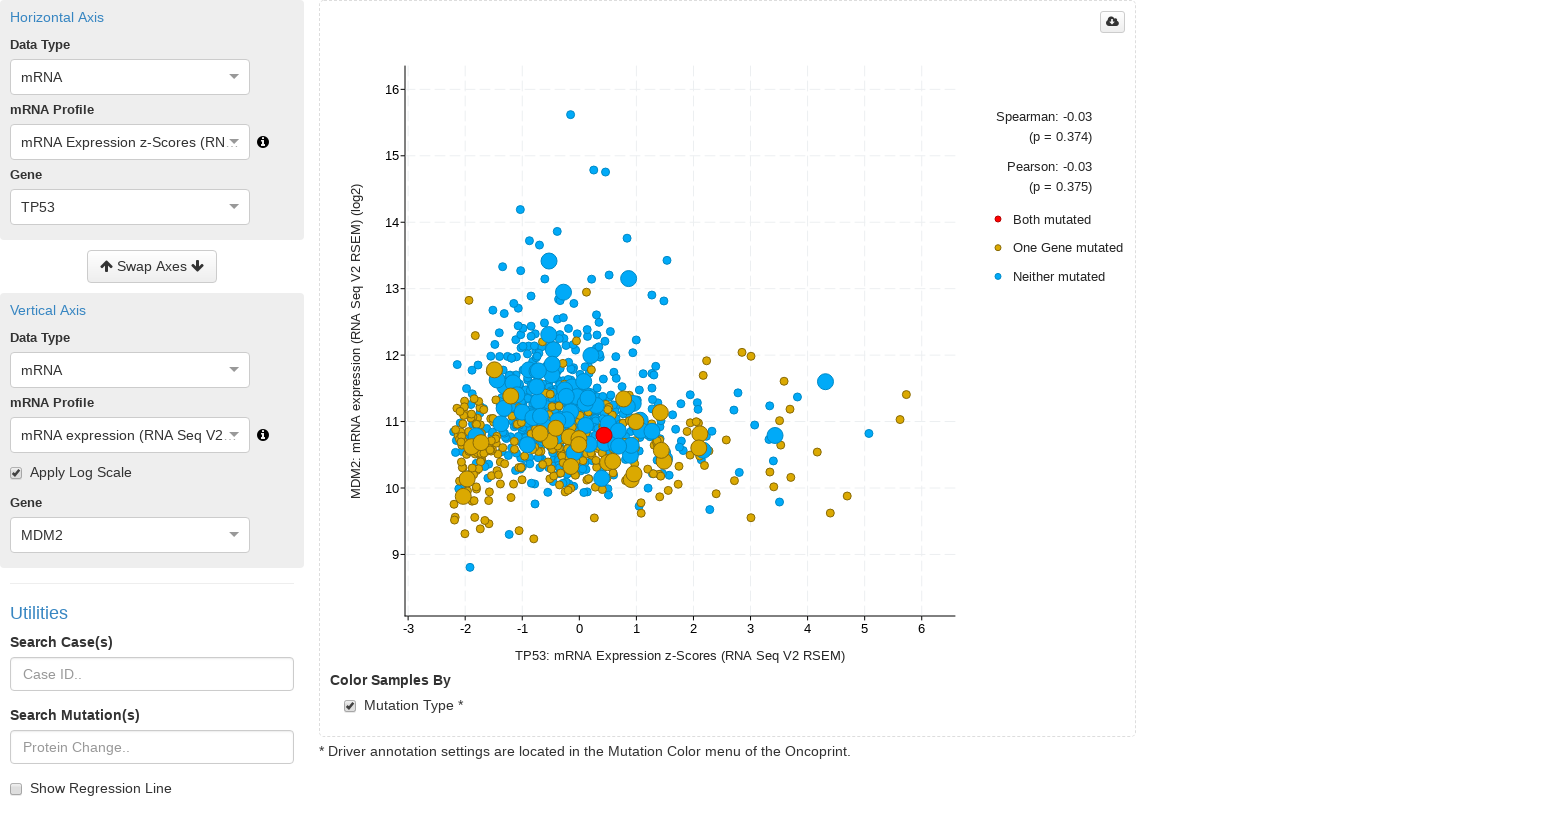 Horizontal Axis
Data Type
mRNA
mRNA Profile
mRNA Expression z-Scores (RN...
Gene
TP53
Swap Axes
Vertical Axis
Data Type
mRNA
mRNA Profile
mRNA expression (RNA Seq V2...
Apply Log Scale
Gene
MDM2
Utilities
Search Case(s)
Case ID..
Search Mutation(s)
Protein Change..
Show Regression Line
MDM2: mRNA expression (RNA Seq V2 RSEM) (log2)
16
15
14
13
12
11
10
9
-3 -2 -1 0 1 2 3 4 5 6
TP53: mRNA Expression z-Scores (RNA Seq V2 RSEM)
Spearman: -0.03
(p = 0.374)
Pearson: -0.03
(p = 0.375)
Both mutated
One Gene mutated
Neither mutated
Color Samples By
Mutation Type *
* Driver annotation settings are located in the Mutation Color menu of the Oncoprint.